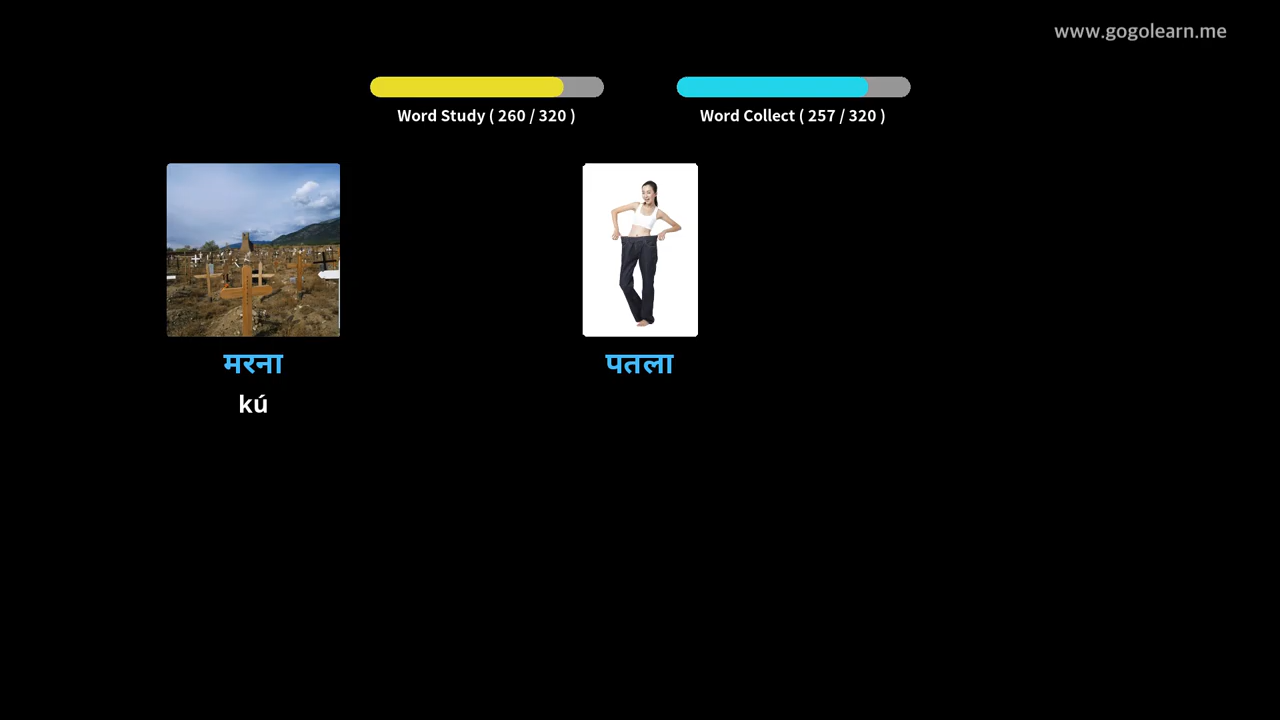 www.gogolearn.me
Word Study ( 260 / 320 )
Word Collect ( 257 / 320 )
मरना
पतला
kú